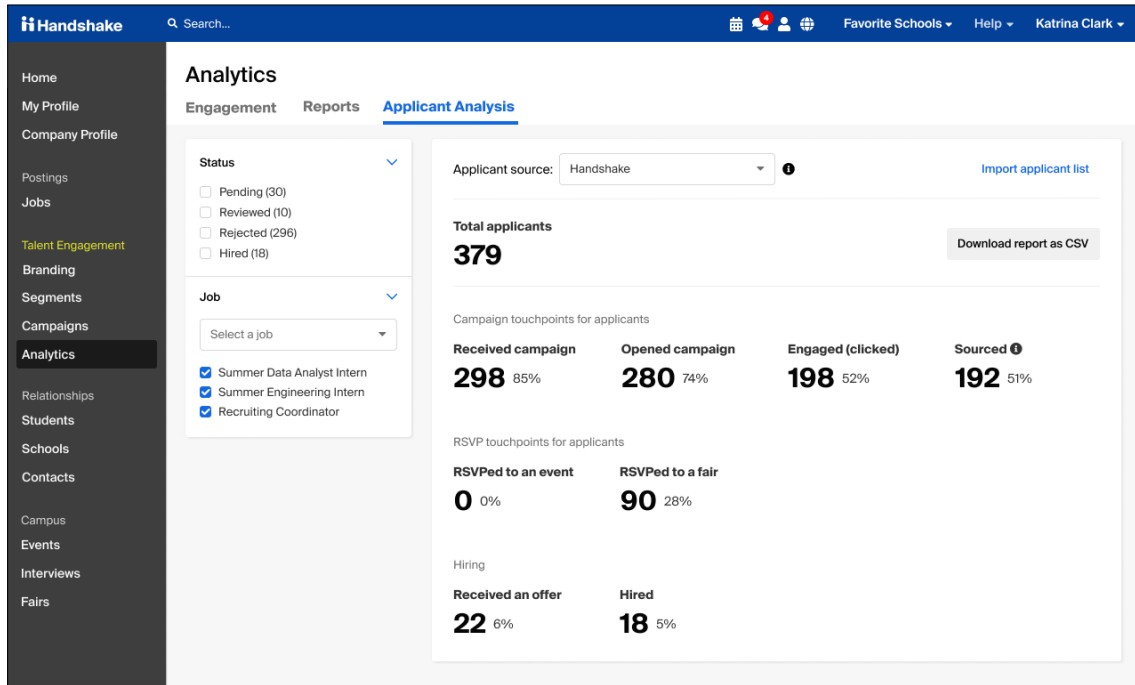 Handshake
Search...
4
Favorite Schools
Help
Katrina Clark
Home
My Profile
Company Profile
Postings
Jobs
Talent Engagement
Branding
Segments
Campaigns
Analytics
Relationships
Students
Schools
Contacts
Campus
Events
Interviews
Fairs
Analytics
Engagement Reports Applicant Analysis
Status
Pending (30)
Reviewed (10)
Rejected (296)
Hired (18)
Job
Select a job
Summer Data Analyst Intern
Summer Engineering Intern
Recruiting Coordinator
Applicant source: Handshake
Import applicant list
Total applicants
379
Download report as CSV
Campaign touchpoints for applicants
Received campaign Opened campaign Engaged (clicked) Sourced
298 85% 280 74% 198 52% 192 51%
RSVP touchpoints for applicants
RSVPed to an event RSVPed to a fair
0 0% 90 28%
Hiring
Received an offer Hired
22 6% 18 5%